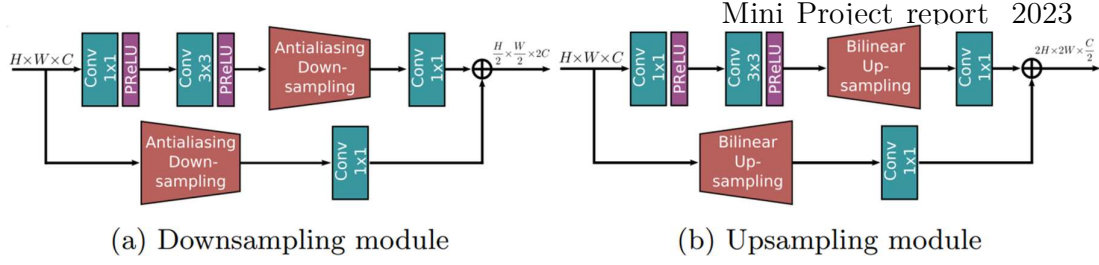 Mini Project report 2023
H×W×C
Conv
1x1
PReLU
Conv
3x3
PReLU
Antialiasing
Down-
sampling
Conv
1x1
H/2×W/2×2C
Antialiasing
Down-
sampling
Conv
1x1
(a) Downsampling module
H×W×C
Conv
1x1
PReLU
Conv
3x3
PReLU
Bilinear
Up-
sampling
Conv
1x1
2H×2W×C/2
Bilinear
Up-
sampling
Conv
1x1
(b) Upsampling module